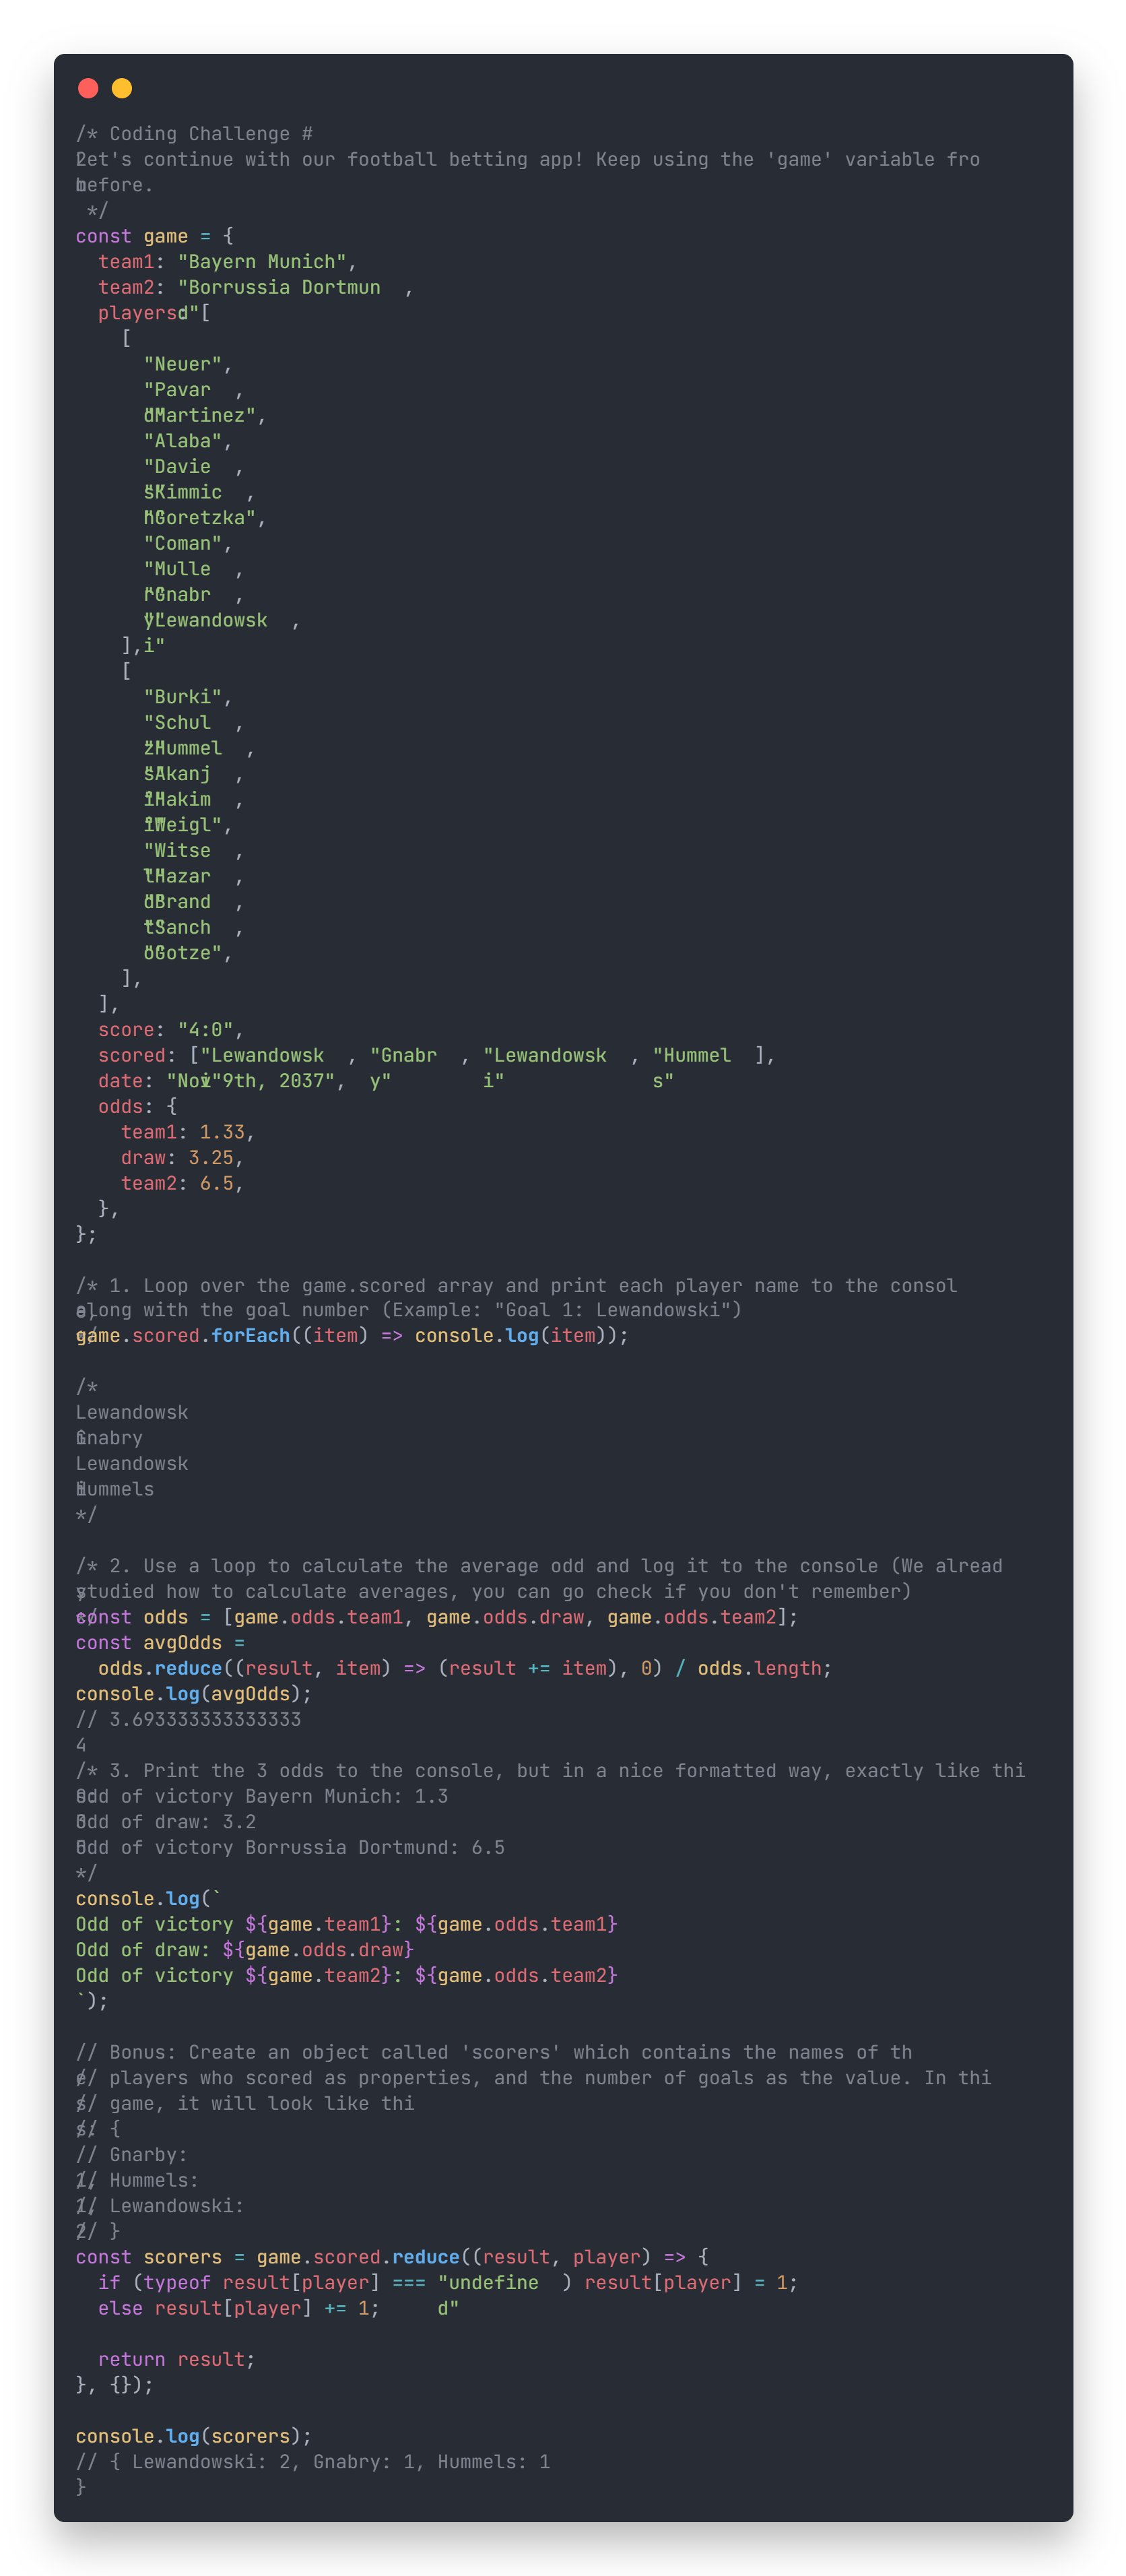 /* Coding Challenge #2
Let's continue with our football betting app! Keep using the 'game' variable from
before.
 */
const game = {
  team1: "Bayern Munich",
  team2: "Borrussia Dortmund",
  players: [
    [
      "Neuer",
      "Pavard",
      "Martinez",
      "Alaba",
      "Davies",
      "Kimmich",
      "Goretzka",
      "Coman",
      "Muller",
      "Gnabry",
      "Lewandowski",
    ],
    [
      "Burki",
      "Schulz",
      "Hummels",
      "Akanji",
      "Hakimi",
      "Weigl",
      "Witsel",
      "Hazard",
      "Brandt",
      "Sancho",
      "Gotze",
    ],
  ],
  score: "4:0",
  scored: ["Lewandowski", "Gnabry", "Lewandowski", "Hummels"],
  date: "Nov 9th, 2037",
  odds: {
    team1: 1.33,
    draw: 3.25,
    team2: 6.5,
  },
};

/* 1. Loop over the game.scored array and print each player name to the console,
along with the goal number (Example: "Goal 1: Lewandowski")
*/
game.scored.forEach((item) => console.log(item));

/*
Lewandowski
Gnabry
Lewandowski
Hummels
*/

/* 2. Use a loop to calculate the average odd and log it to the console (We already
studied how to calculate averages, you can go check if you don't remember)
*/
const odds = [game.odds.team1, game.odds.draw, game.odds.team2];
const avgOdds =
  odds.reduce((result, item) => (result += item), 0) / odds.length;
console.log(avgOdds);
// 3.6933333333333334

/* 3. Print the 3 odds to the console, but in a nice formatted way, exactly like this:
Odd of victory Bayern Munich: 1.33
Odd of draw: 3.25
Odd of victory Borrussia Dortmund: 6.5
*/
console.log(`
Odd of victory ${game.team1}: ${game.odds.team1}
Odd of draw: ${game.odds.draw}
Odd of victory ${game.team2}: ${game.odds.team2}
`);

// Bonus: Create an object called 'scorers' which contains the names of the
// players who scored as properties, and the number of goals as the value. In this
// game, it will look like this:
// {
// Gnarby: 1,
// Hummels: 1,
// Lewandowski: 2
// }
const scorers = game.scored.reduce((result, player) => {
  if (typeof result[player] === "undefined") result[player] = 1;
  else result[player] += 1;

  return result;
}, {});

console.log(scorers);
// { Lewandowski: 2, Gnabry: 1, Hummels: 1
}